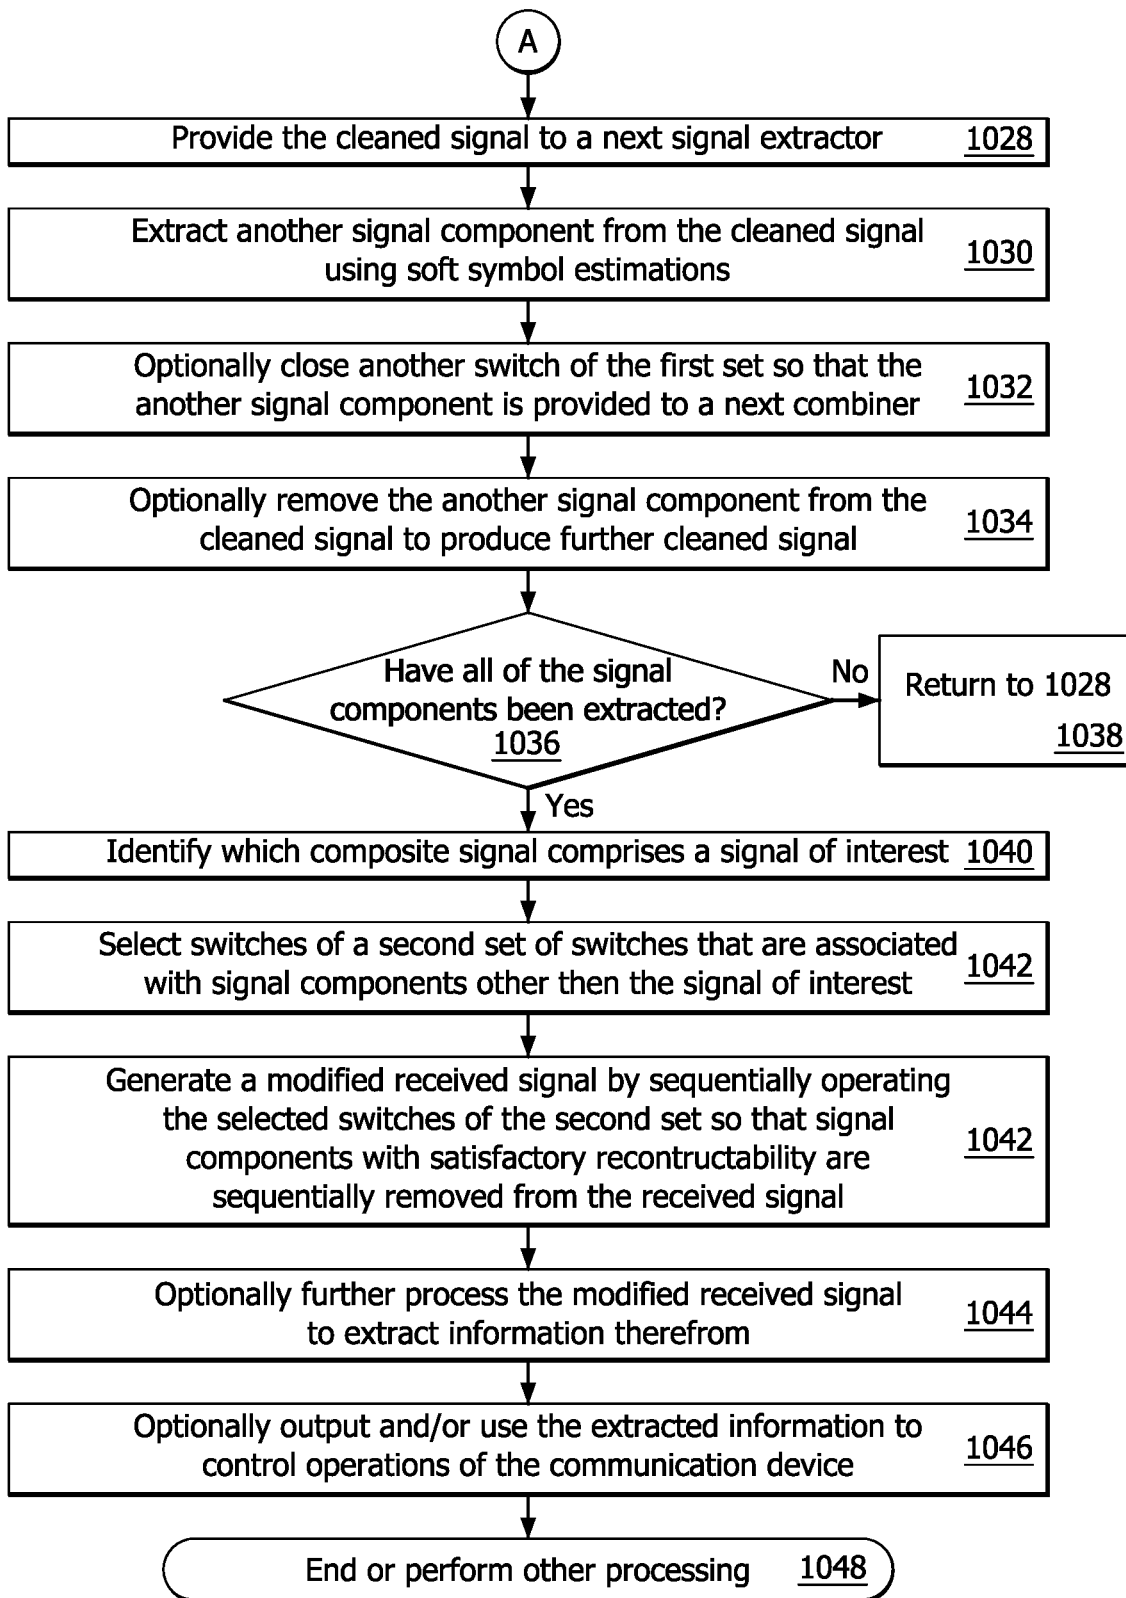 A
Provide the cleaned signal to a next signal extractor 1028
Extract another signal component from the cleaned signal
using soft symbol estimations
1030
Optionally close another switch of the first set so that the
another signal component is provided to a next combiner
1032
Optionally remove the another signal component from the
cleaned signal to produce further cleaned signal
1034
Have all of the signal
components been extracted?
1036
No
Return to 1028
1038
Yes
Identify which composite signal comprises a signal of interest 1040
Select switches of a second set of switches that are associated
with signal components other then the signal of interest
1042
Generate a modified received signal by sequentially operating
the selected switches of the second set so that signal
components with satisfactory recontructability are
sequentially removed from the received signal
1042
Optionally further process the modified received signal
to extract information therefrom
1044
Optionally output and/or use the extracted information to
control operations of the communication device
1046
End or perform other processing 1048